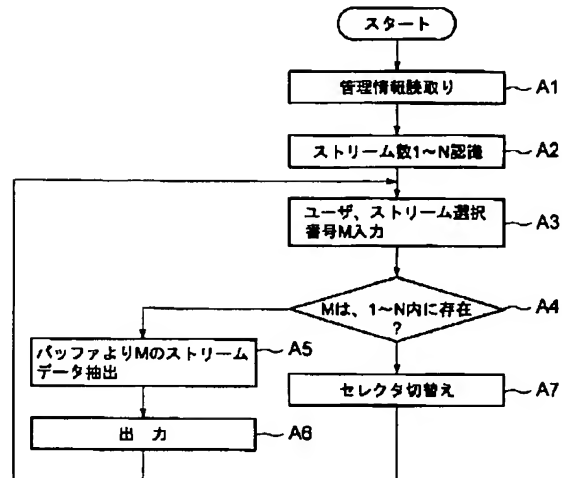 スタート
管理情報読取り
A1
ストリーム数1〜N認識
A2
ユーザ、ストリーム選択
番号M入力
A3
Mは、1〜N内に存在
?
A4
バッファよりMのストリーム
データ抽出
A5
セレクタ切替え
A7
出 力
A6